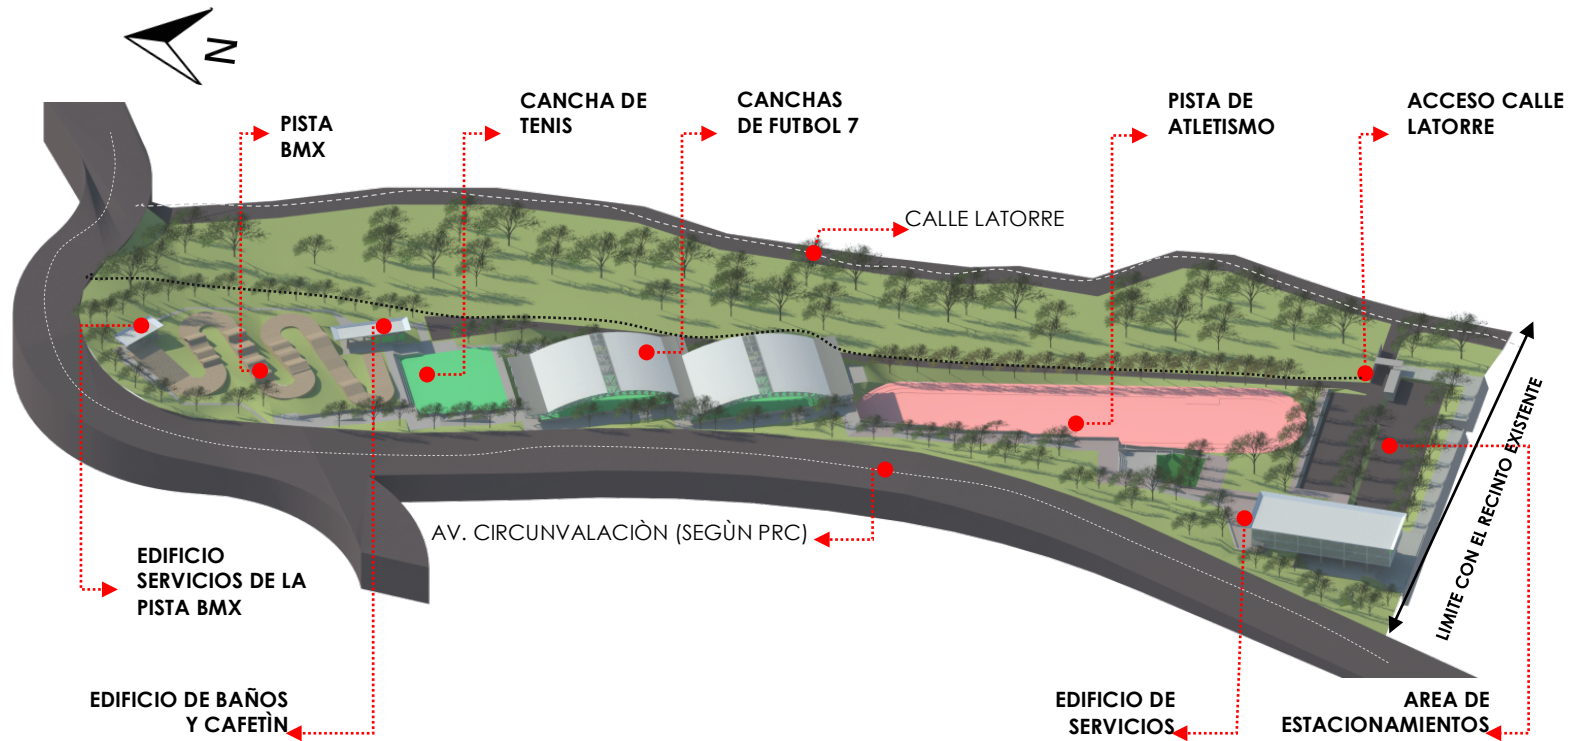 N
PISTA
BMX
CANCHA DE
TENIS
CANCHAS
DE FUTBOL 7
PISTA DE
ATLETISMO
ACCESO CALLE
LATORRE
CALLE LATORRE
LIMITE CON EL RECINTO EXISTENTE
AV. CIRCUNVALACIÒN (SEGÙN PRC)
EDIFICIO
SERVICIOS DE LA
PISTA BMX
EDIFICIO DE BAÑOS
Y CAFETÌN
EDIFICIO DE
SERVICIOS
AREA DE
ESTACIONAMIENTOS